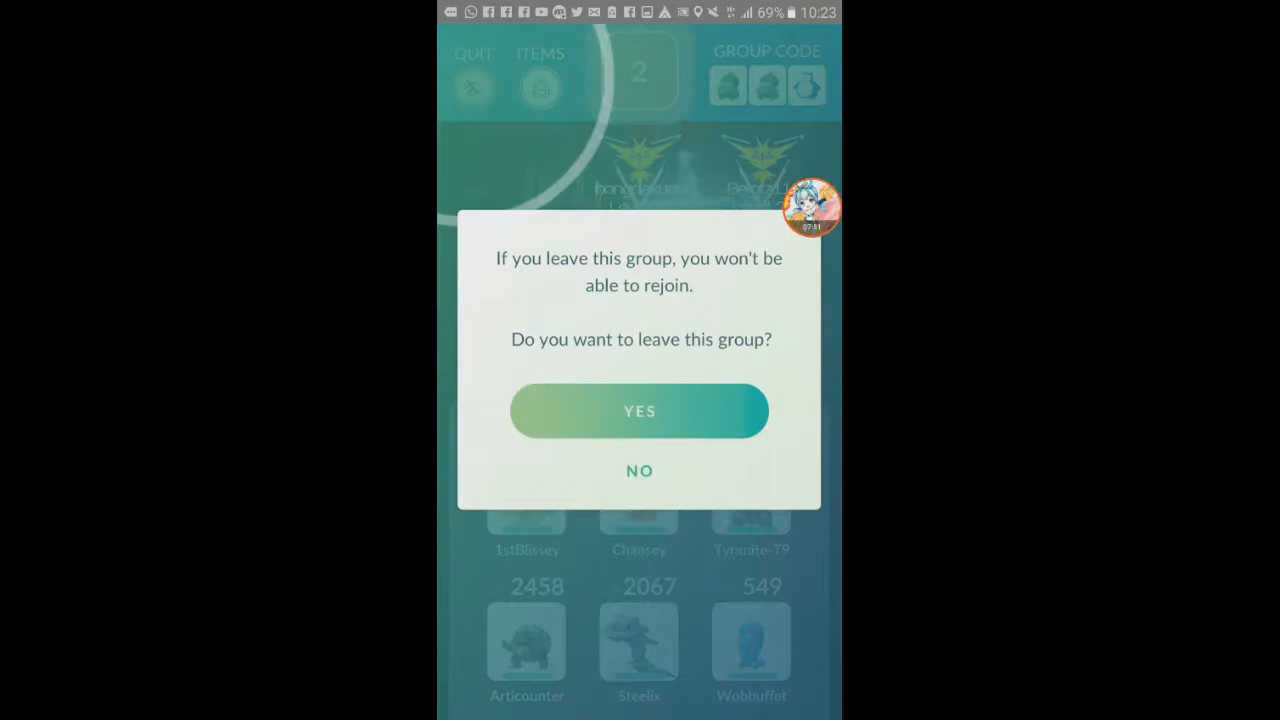 69% 10:23
QUIT ITEMS
2
GROUP CODE
07:51
If you leave this group, you won't be
able to rejoin.
Do you want to leave this group?
YES
NO
1stBlissey Chansey Tyranite-T9
2458 2067 549
Articounter Steelix Wobbuffet